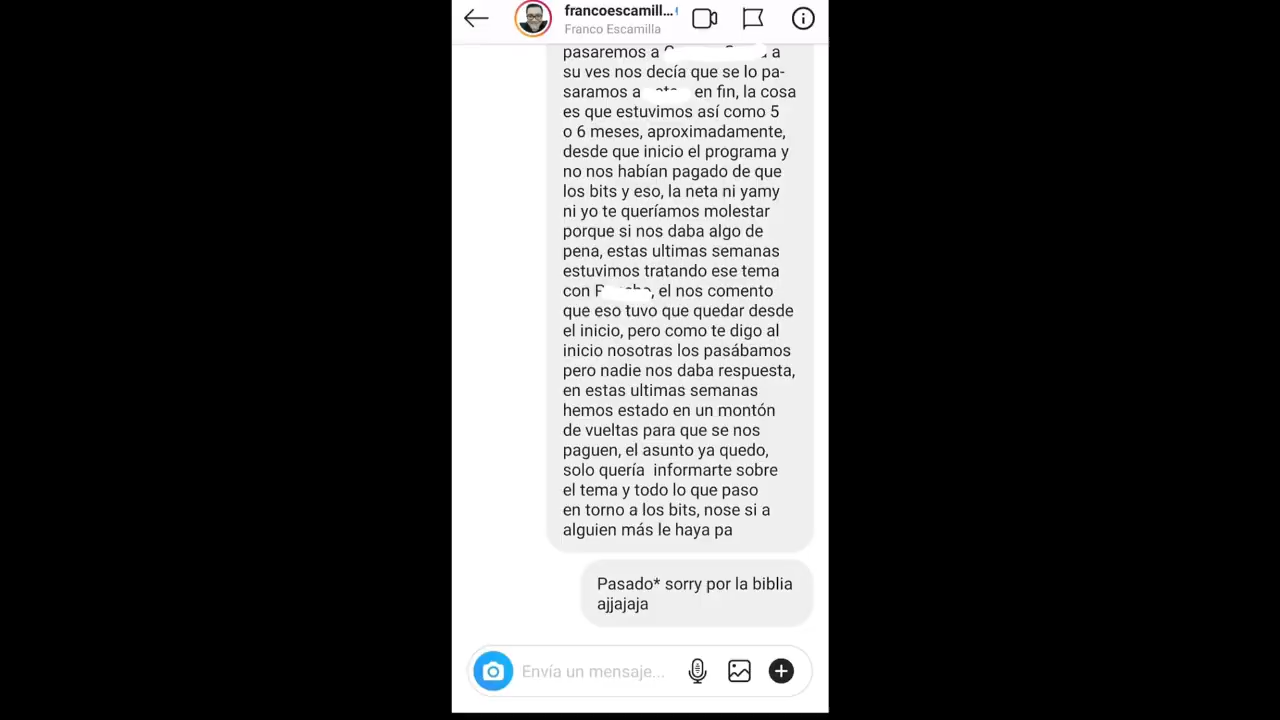 francoescamill...
Franco Escamilla
pasaremos a a
su ves nos decía que se lo pa-
saramos a en fin, la cosa
es que estuvimos así como 5
o 6 meses, aproximadamente,
desde que inicio el programa y
no nos habían pagado de que
los bits y eso, la neta ni yamy
ni yo te queríamos molestar
porque si nos daba algo de
pena, estas ultimas semanas
estuvimos tratando ese tema
con , el nos comento
que eso tuvo que quedar desde
el inicio, pero como te digo al
inicio nosotras los pasábamos
pero nadie nos daba respuesta,
en estas ultimas semanas
hemos estado en un montón
de vueltas para que se nos
paguen, el asunto ya quedo,
solo quería informarte sobre
el tema y todo lo que paso
en torno a los bits, nose si a
alguien más le haya pa
Pasado* sorry por la biblia
ajjajaja
Envía un mensaje...